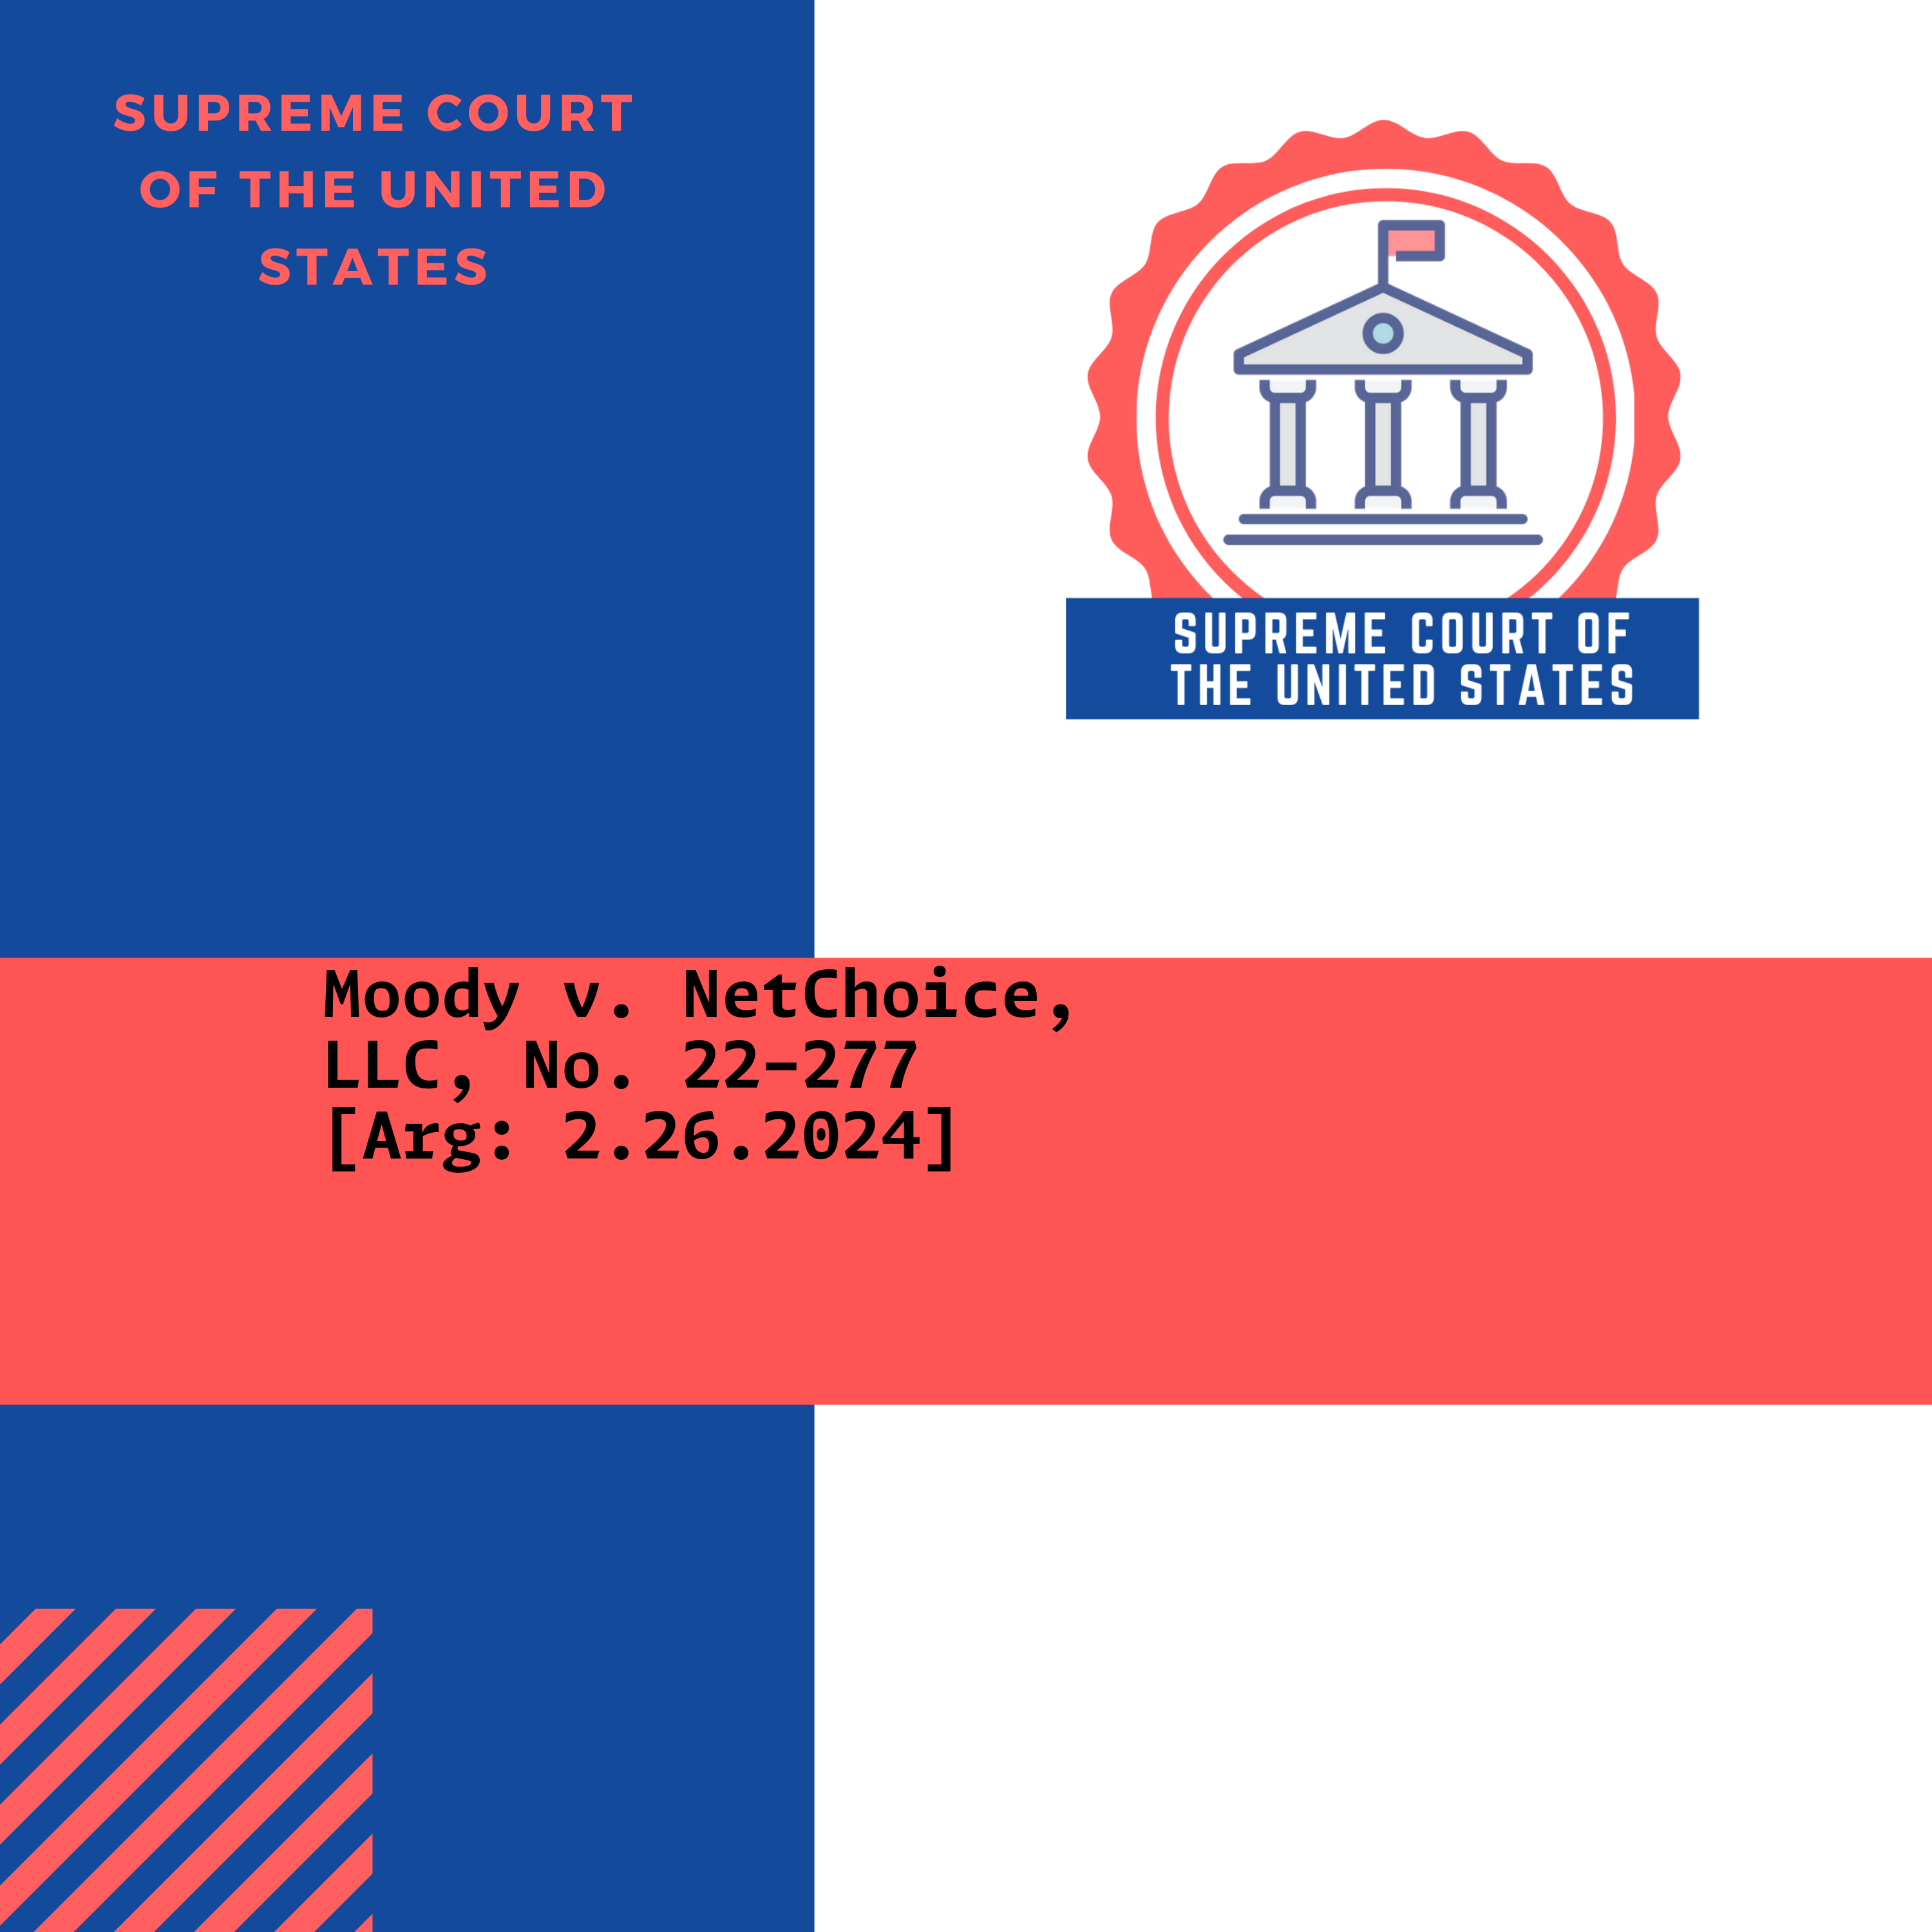 SUPREME COURT
OF THE UNITED
STATES
SUPREME COURT OF
THE UNITED STATES
Moody v. NetChoice,
LLC, No. 22-277
[Arg: 2.26.2024]